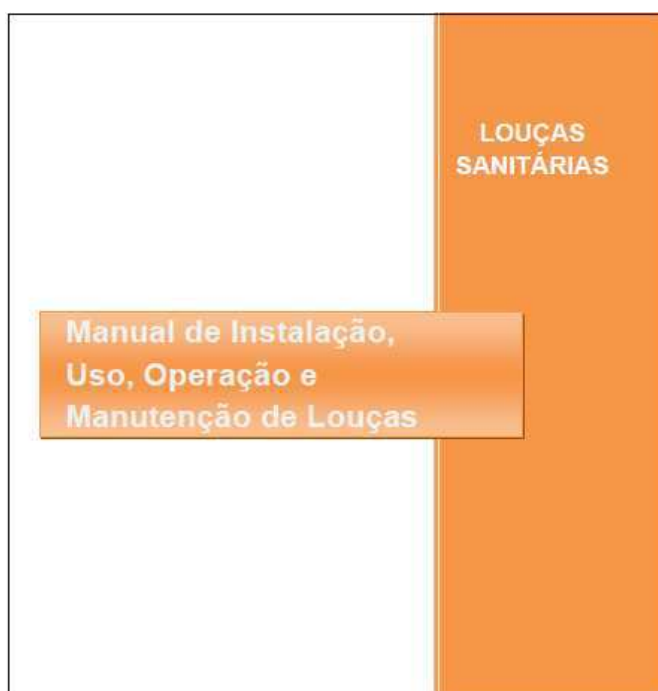 LOUÇAS
SANITÁRIAS
Manual de Instalação,
Uso, Operação e
Manutenção de Louças